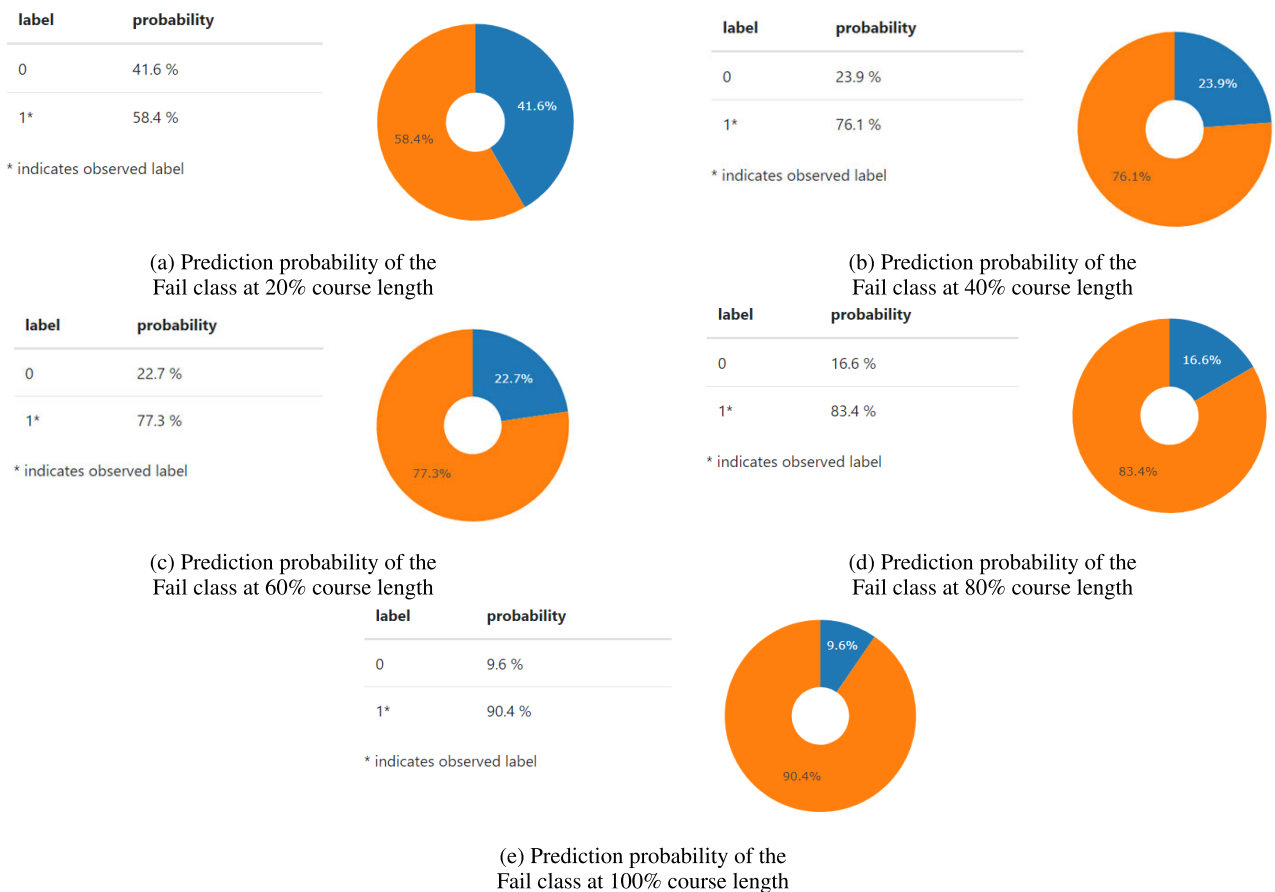 label probability
0 41.6 %
1* 58.4 %
* indicates observed label
41.6%
58.4%
(a) Prediction probability of the
Fail class at 20% course length
label probability
0 23.9 %
1* 76.1 %
* indicates observed label
23.9%
76.1%
(b) Prediction probability of the
Fail class at 40% course length
label probability
0 22.7 %
1* 77.3 %
* indicates observed label
22.7%
77.3%
(c) Prediction probability of the
Fail class at 60% course length
label probability
0 16.6 %
1* 83.4 %
* indicates observed label
16.6%
83.4%
(d) Prediction probability of the
Fail class at 80% course length
label probability
0 9.6 %
1* 90.4 %
* indicates observed label
9.6%
90.4%
(e) Prediction probability of the
Fail class at 100% course length